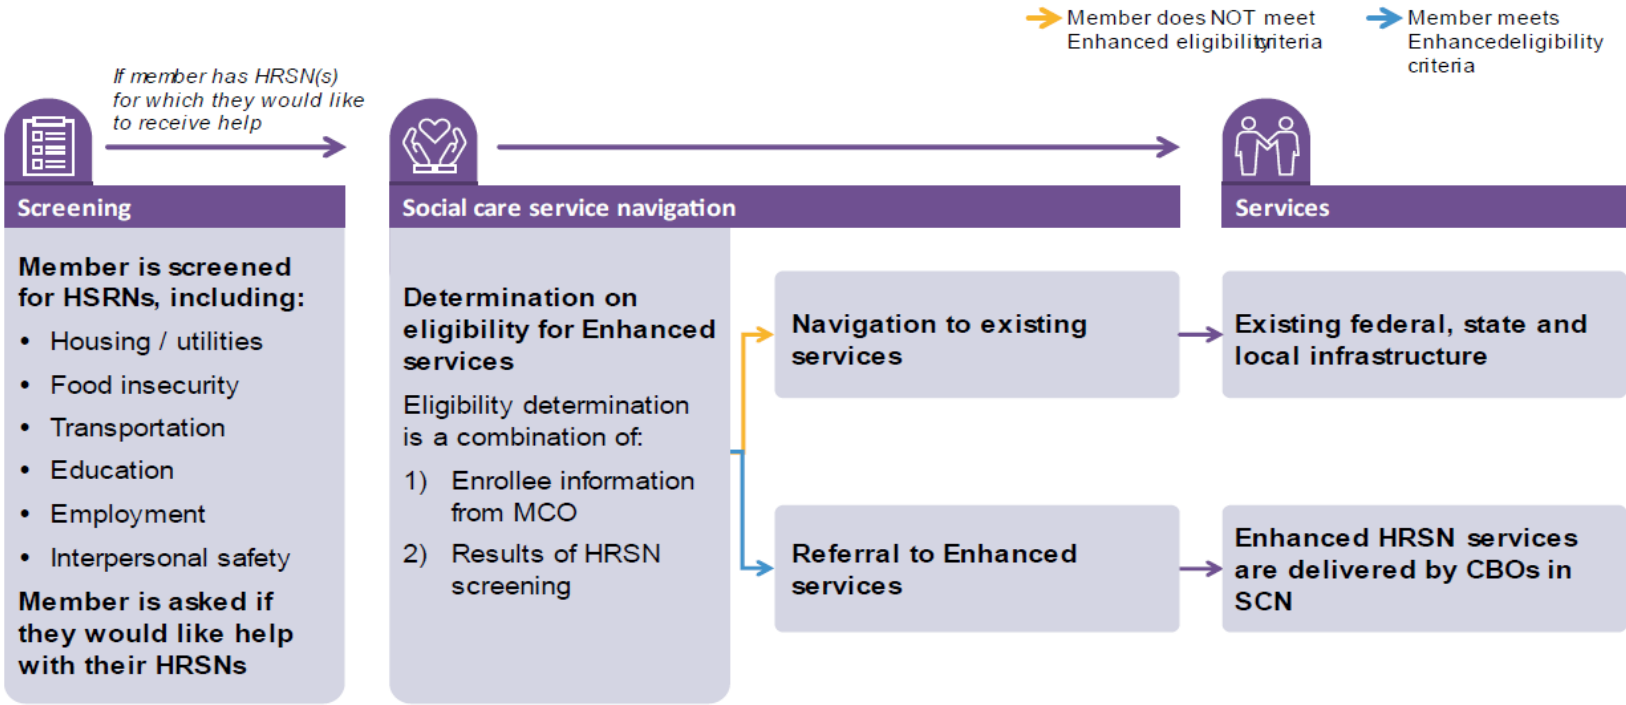 Member does NOT meet
Enhanced eligibility criteria
Member meets
Enhancedeligibility
criteria
If member has HRSN(s)
for which they would like
to receive help
Screening
Member is screened
for HSRNs, including:
• Housing / utilities
• Food insecurity
• Transportation
• Education
• Employment
• Interpersonal safety
Member is asked if
they would like help
with their HRSNs
Social care service navigation
Determination on
eligibility for Enhanced
services
Eligibility determination
is a combination of:
1) Enrollee information
from MCO
2) Results of HRSN
screening
Navigation to existing
services
Referral to Enhanced
services
Services
Existing federal, state and
local infrastructure
Enhanced HRSN services
are delivered by CBOs in
SCN